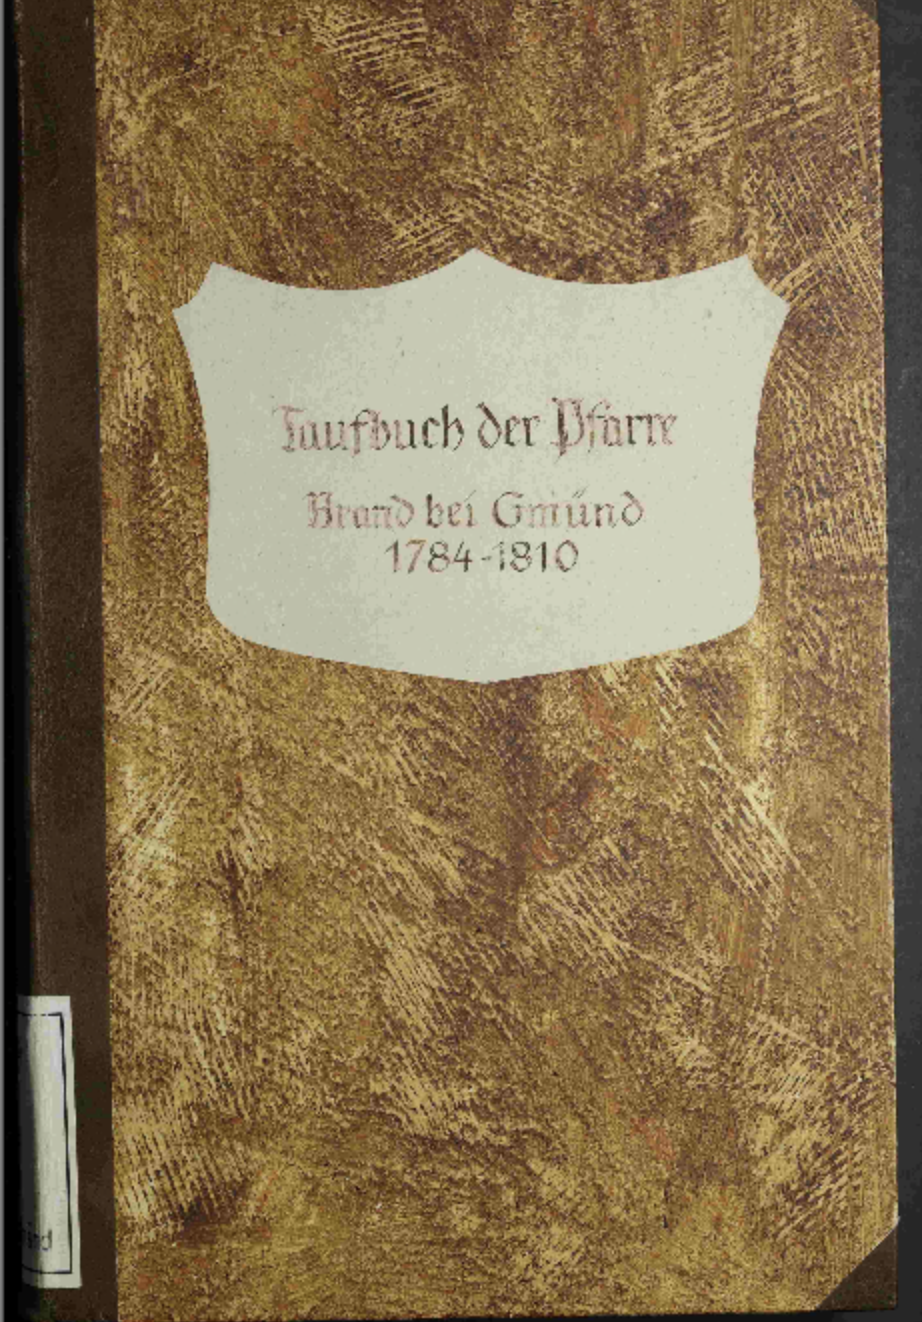 Taufbuch der Pfarre
Brand bei Gmünd
1784-1810